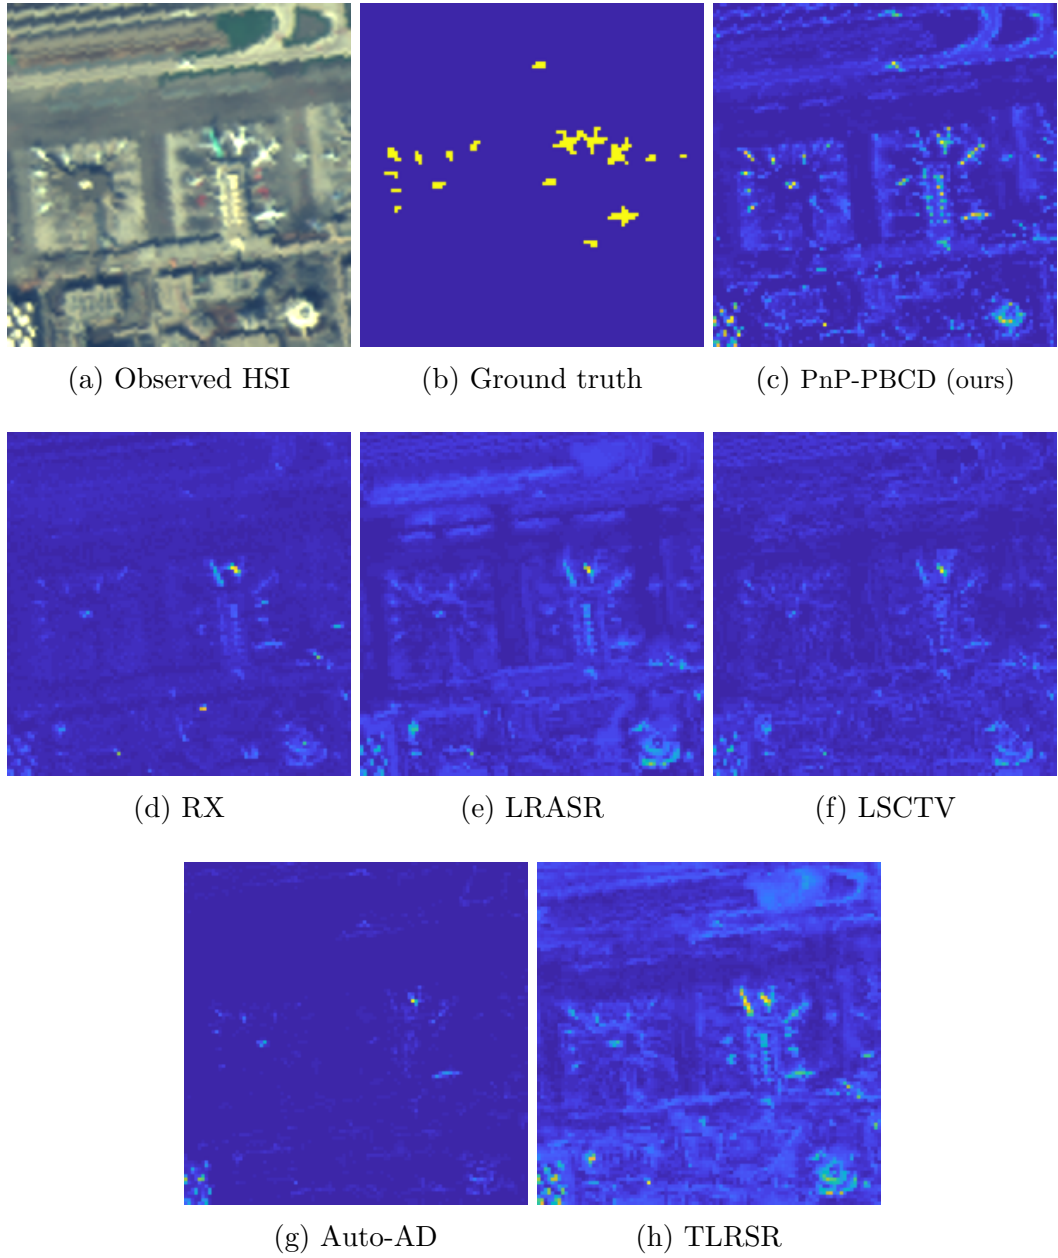 (a) Observed HSI
(b) Ground truth
(c) PnP-PBCD (ours)
(d) RX
(e) LRASR
(f) LSCTV
(g) Auto-AD
(h) TLRSR